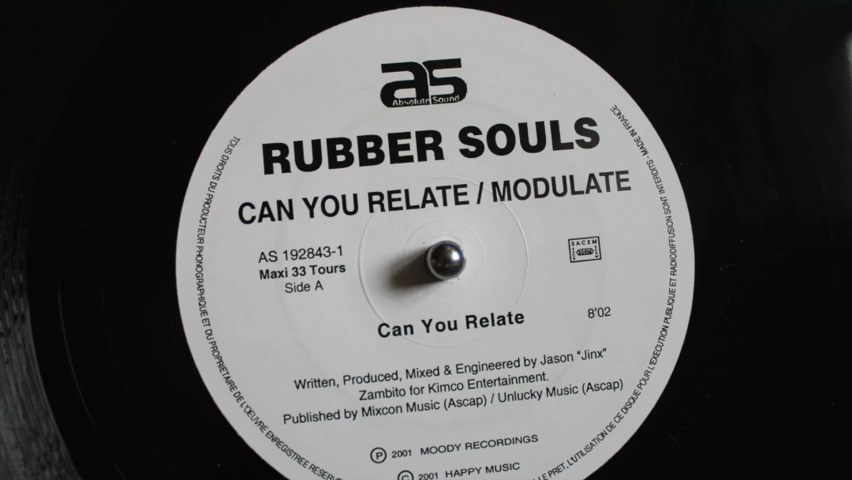 as
Absolute Sound
RUBBER SOULS
CAN YOU RELATE / MODULATE
AS 192843-1
Maxi 33 Tours
Side A
SACEM
Can You Relate
8'02
Written, Produced, Mixed & Engineered by Jason "Jinx"
Zambito for Kimco Entertainment.
Published by Mixcon Music (Ascap) / Unlucky Music (Ascap)
Ⓟ 2001 MOODY RECORDINGS
© 2001 HAPPY MUSIC
TOUS DROITS DU PRODUCTEUR PHONOGRAPHIQUE ET DU PROPRIETAIRE DE L'OEUVRE ENREGISTREE RESER
LE PRET, L'UTILISATION DE CE DISQUE POUR L'EXECUTION PUBLIQUE ET RADIODIFFUSION SONT INTERDITS - MADE IN FRANCE